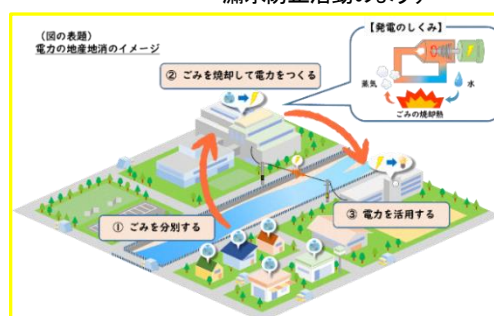 (図の表題)
電力の地産地消のイメージ
【発電のしくみ】
蒸気
水
ごみの焼却熱
② ごみを焼却して電力をつくる
① ごみを分別する
③ 電力を活用する